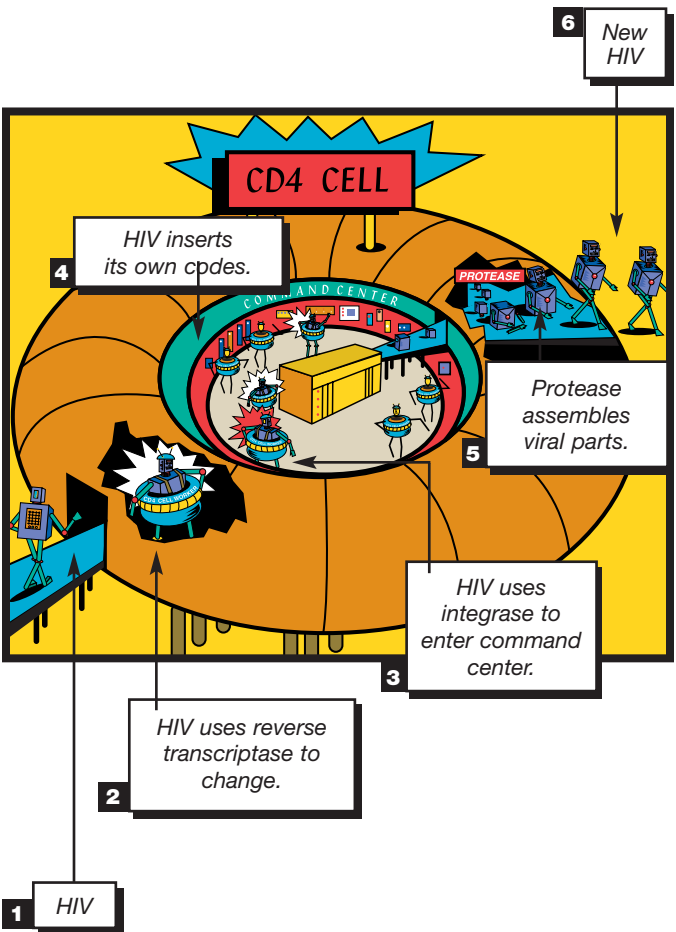 6
New
HIV
CD4 CELL
4
HIV inserts
its own codes.
COMMAND CENTER
PROTEASE
Protease
assembles
viral parts.
5
CD4 CELL WORKER
HIV uses
integrase to
enter command
center.
3
HIV uses reverse
transcriptase to
change.
2
1
HIV